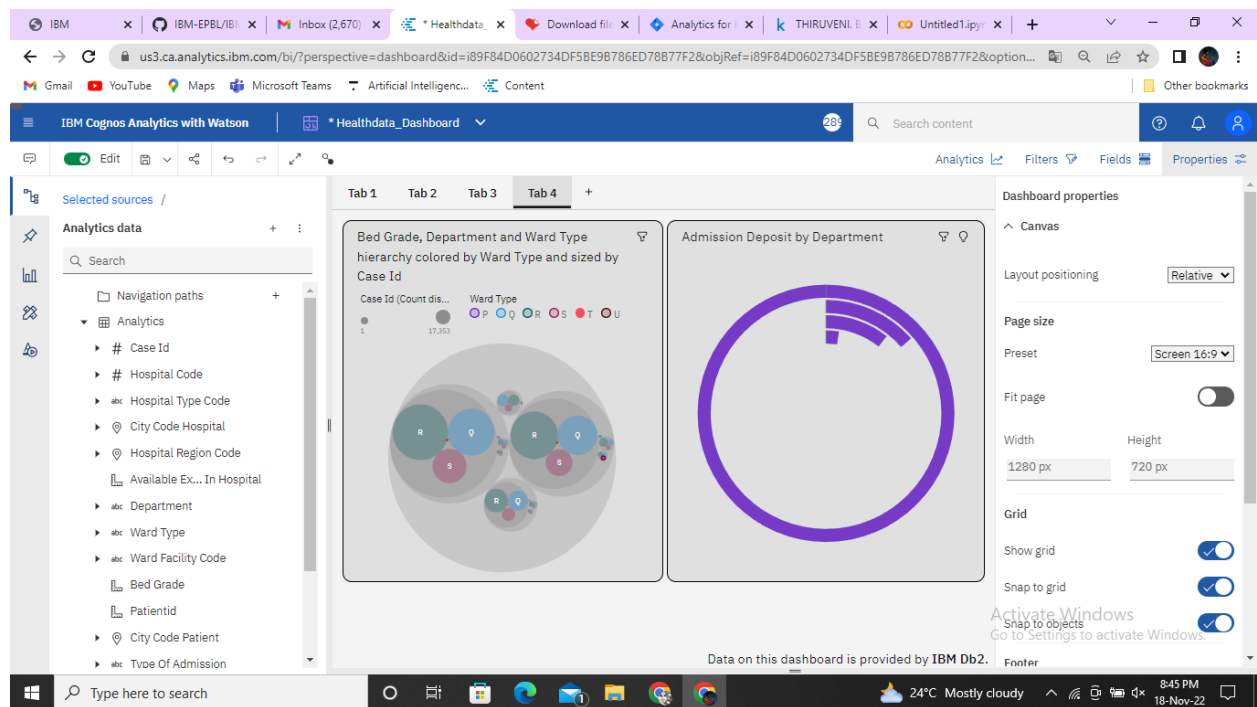 IBM
IBM-EPBL/IBM
Inbox (2,670)
* Healthdata_
Download file
Analytics for
THIRUVENI. B
Untitled1.ipyn
us3.ca.analytics.ibm.com/bi/?perspective=dashboard&id=i89F84D0602734DF5BE9B786ED78B77F2&objRef=i89F84D0602734DF5BE9B786ED78B77F2&option...
Gmail YouTube Maps Microsoft Teams Artificial Intelligenc... Content Other bookmarks
IBM Cognos Analytics with Watson * Healthdata_Dashboard 289 Search content
Edit Analytics Filters Fields Properties
Selected sources /
Analytics data
Search
Navigation paths
Analytics
# Case Id
# Hospital Code
abc Hospital Type Code
City Code Hospital
Hospital Region Code
Available Ex... In Hospital
abc Department
abc Ward Type
abc Ward Facility Code
Bed Grade
Patientid
City Code Patient
abc Type Of Admission
Tab 1 Tab 2 Tab 3 Tab 4 +
Bed Grade, Department and Ward Type
hierarchy colored by Ward Type and sized by
Case Id
Case Id (Count dis... Ward Type
P Q R S T U
1 17,353
R Q S
R Q S
R Q
Admission Deposit by Department
Data on this dashboard is provided by IBM Db2.
Dashboard properties
Canvas
Layout positioning Relative
Page size
Preset Screen 16:9
Fit page
Width Height
1280 px 720 px
Grid
Show grid
Snap to grid
Snap to objects
Footer
Activate Windows
Go to Settings to activate Windows.
Type here to search
1
24°C Mostly cloudy
8:45 PM
18-Nov-22